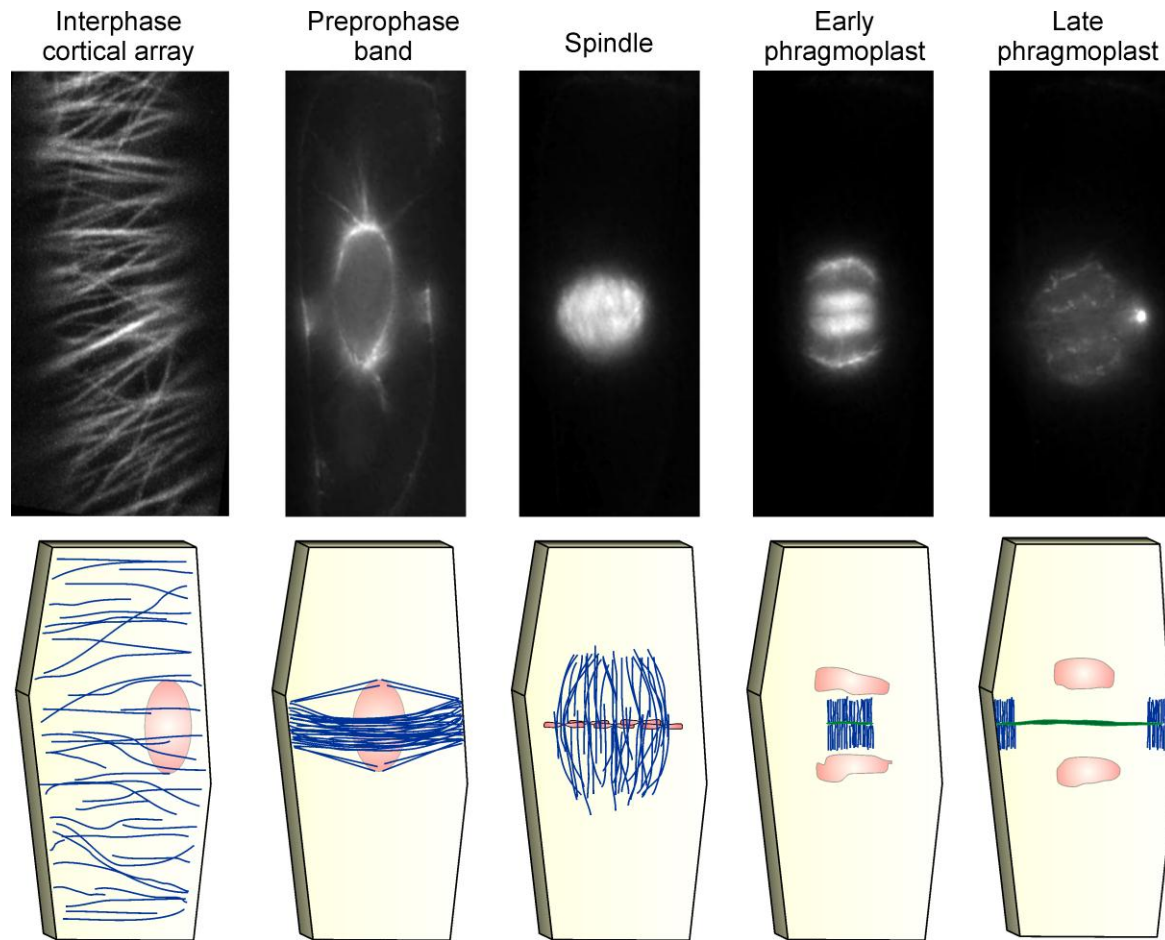 Interphase
cortical array
Preprophase
band
Spindle
Early
phragmoplast
Late
phragmoplast